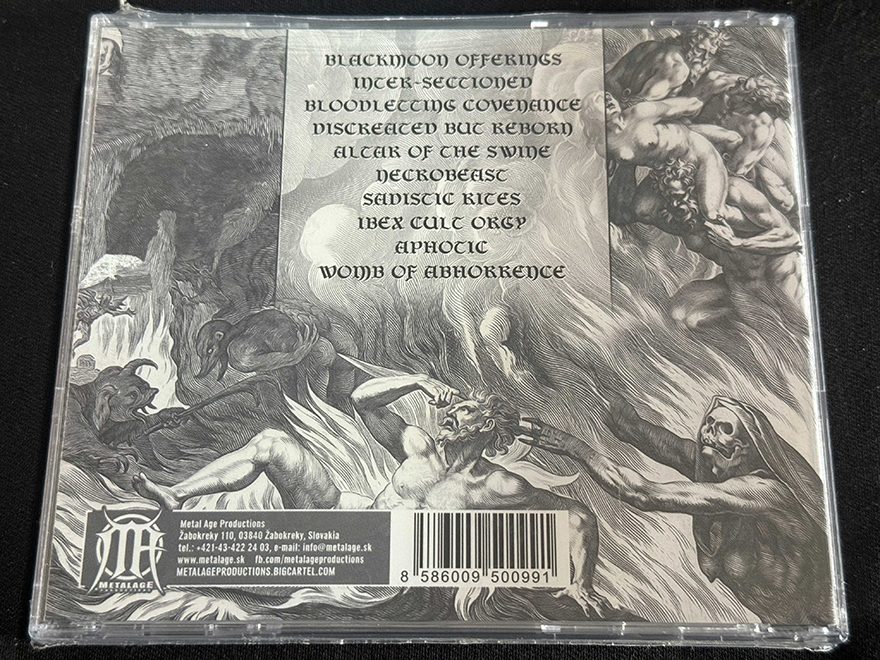 BLACKMOON OFFERINGS
INTER-SECTIONED
BLOODLETTING COVENANCE
DISCREATED BUT REBORN
ALTAR OF THE SWINE
NECROBEAST
SADISTIC RITES
IBEX CULT ORGY
APHOTIC
WOMB OF ABHORRENCE
METALAGE
PRODUCTIONS
Metal Age Productions
Žabokreky 110, 03840 Žabokreky, Slovakia
tel.: +421-43-422 24 03, e-mail: info@metalage.sk
www.metalage.sk fb.com/metalageproductions
METALAGEPRODUCTIONS.BIGCARTEL.COM
8 586009 500991